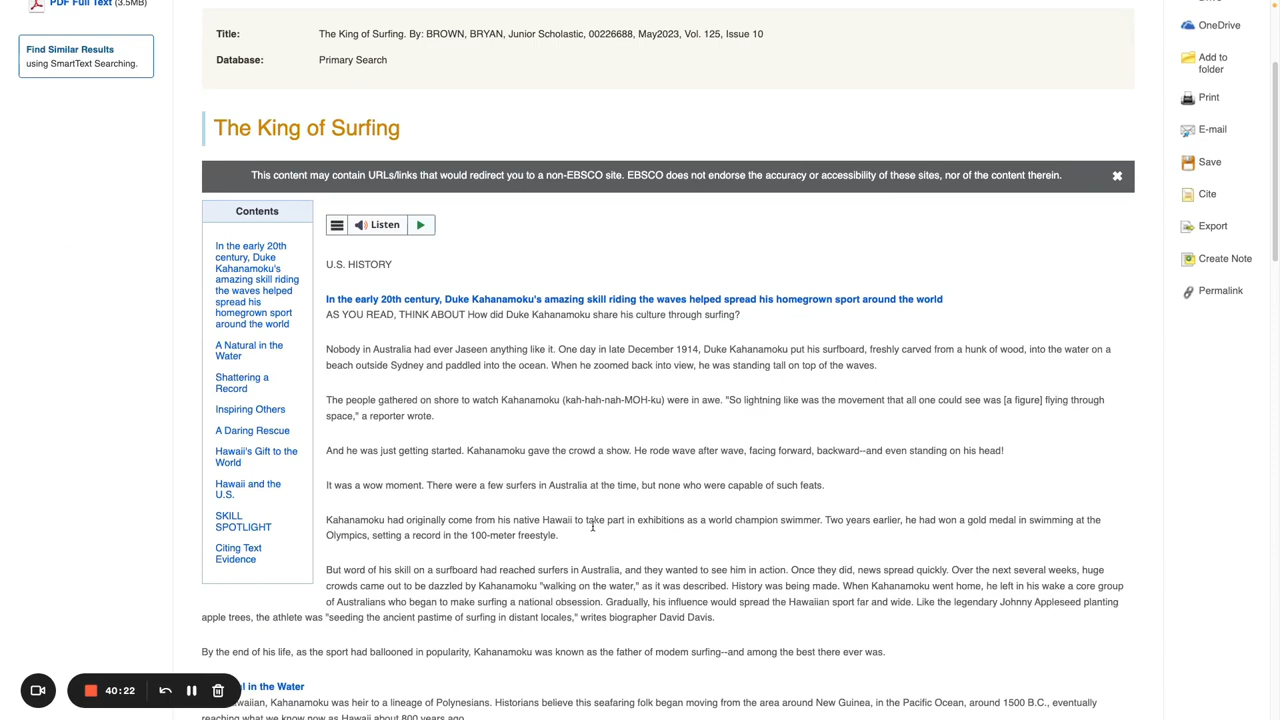 PDF Full Text (3.5MB)
Find Similar Results
using SmartText Searching.
Title: The King of Surfing. By: BROWN, BRYAN, Junior Scholastic, 00226688, May2023, Vol. 125, Issue 10
Database: Primary Search
The King of Surfing
This content may contain URLs/links that would redirect you to a non-EBSCO site. EBSCO does not endorse the accuracy or accessibility of these sites, nor of the content therein.
Contents
In the early 20th
century, Duke
Kahanamoku's
amazing skill riding
the waves helped
spread his
homegrown sport
around the world
A Natural in the
Water
Shattering a
Record
Inspiring Others
A Daring Rescue
Hawaii's Gift to the
World
Hawaii and the
U.S.
SKILL
SPOTLIGHT
Citing Text
Evidence
Listen
U.S. HISTORY
In the early 20th century, Duke Kahanamoku's amazing skill riding the waves helped spread his homegrown sport around the world
AS YOU READ, THINK ABOUT How did Duke Kahanamoku share his culture through surfing?
Nobody in Australia had ever Jaseen anything like it. One day in late December 1914, Duke Kahanamoku put his surfboard, freshly carved from a hunk of wood, into the water on a
beach outside Sydney and paddled into the ocean. When he zoomed back into view, he was standing tall on top of the waves.
The people gathered on shore to watch Kahanamoku (kah-hah-nah-MOH-ku) were in awe. "So lightning like was the movement that all one could see was [a figure] flying through
space," a reporter wrote.
And he was just getting started. Kahanamoku gave the crowd a show. He rode wave after wave, facing forward, backward--and even standing on his head!
It was a wow moment. There were a few surfers in Australia at the time, but none who were capable of such feats.
Kahanamoku had originally come from his native Hawaii to take part in exhibitions as a world champion swimmer. Two years earlier, he had won a gold medal in swimming at the
Olympics, setting a record in the 100-meter freestyle.
But word of his skill on a surfboard had reached surfers in Australia, and they wanted to see him in action. Once they did, news spread quickly. Over the next several weeks, huge
crowds came out to be dazzled by Kahanamoku "walking on the water," as it was described. History was being made. When Kahanamoku went home, he left in his wake a core group
of Australians who began to make surfing a national obsession. Gradually, his influence would spread the Hawaiian sport far and wide. Like the legendary Johnny Appleseed planting
apple trees, the athlete was "seeding the ancient pastime of surfing in distant locales," writes biographer David Davis.
By the end of his life, as the sport had ballooned in popularity, Kahanamoku was known as the father of modem surfing--and among the best there ever was.
in the Water
Kahanamoku was heir to a lineage of Polynesians. Historians believe this seafaring folk began moving from the area around New Guinea, in the Pacific Ocean, around 1500 B.C., eventually
reaching what we know now as Hawaii about 800 years ago.
40:22
OneDrive
Add to
folder
Print
E-mail
Save
Cite
Export
Create Note
Permalink